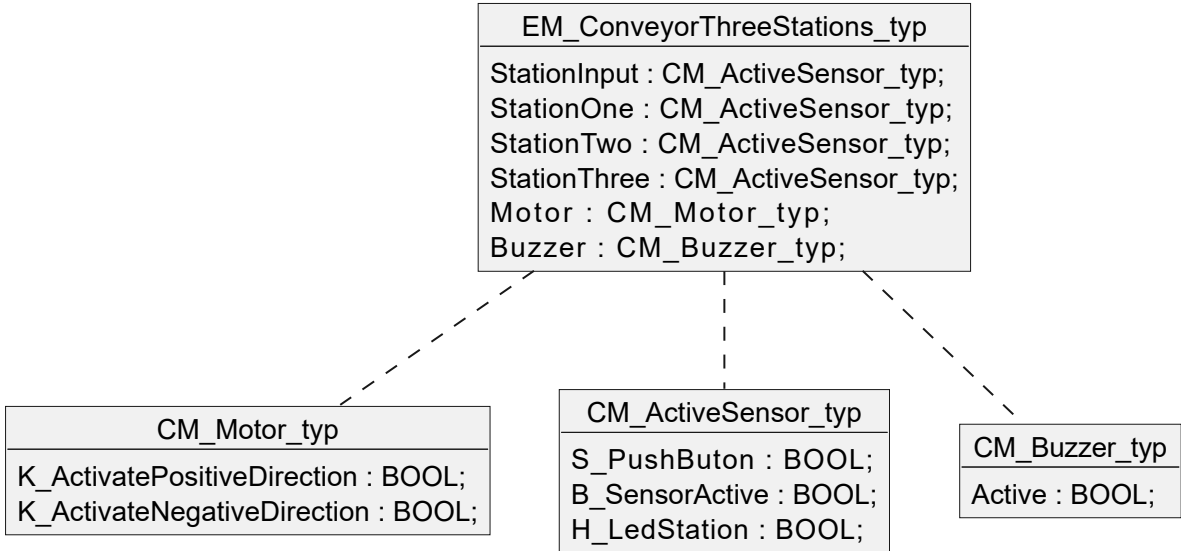 EM_ConveyorThreeStations_typ
StationInput : CM_ActiveSensor_typ;
StationOne : CM_ActiveSensor_typ;
StationTwo : CM_ActiveSensor_typ;
StationThree : CM_ActiveSensor_typ;
Motor : CM_Motor_typ;
Buzzer : CM_Buzzer_typ;
CM_Motor_typ
K_ActivatePositiveDirection : BOOL;
K_ActivateNegativeDirection : BOOL;
CM_ActiveSensor_typ
S_PushButon : BOOL;
B_SensorActive : BOOL;
H_LedStation : BOOL;
CM_Buzzer_typ
Active : BOOL;